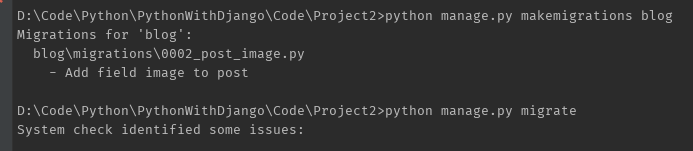 D:\Code\Python\PythonWithDjango\Code\Project2>python manage.py makemigrations blog
Migrations for 'blog':
  blog\migrations\0002_post_image.py
    - Add field image to post

D:\Code\Python\PythonWithDjango\Code\Project2>python manage.py migrate
System check identified some issues: